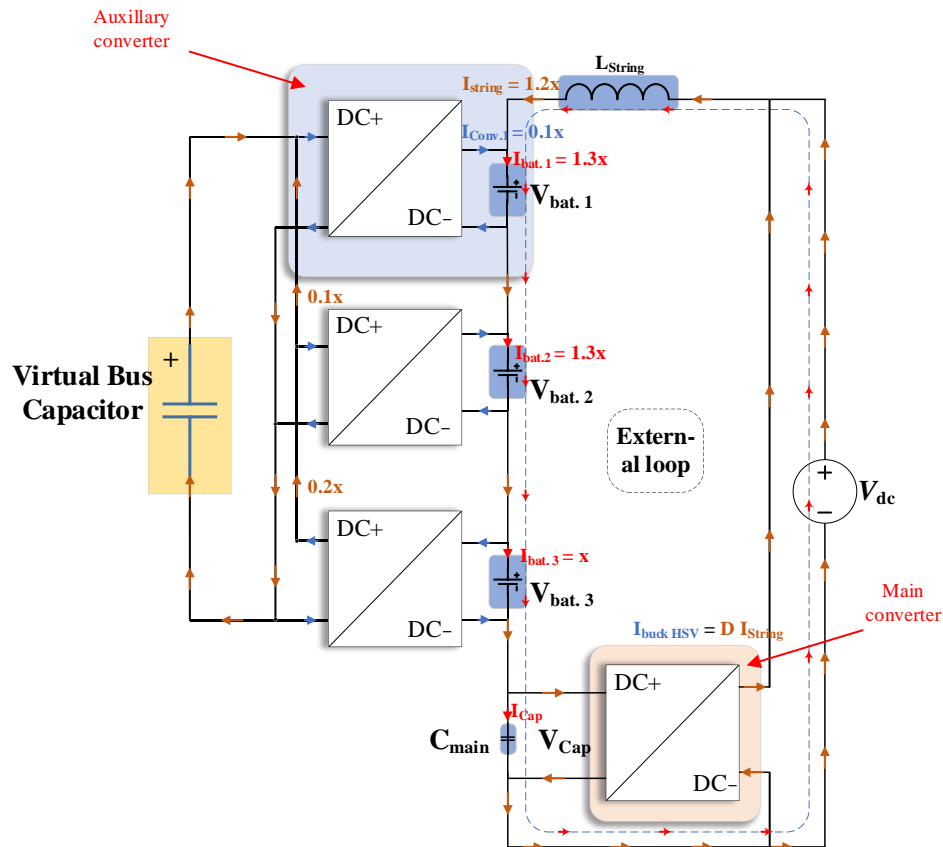 Auxillary
converter
L_String
I_string = 1.2x
DC+
I_Conv.1 = 0.1x
I_bat. 1 = 1.3x
V_bat. 1
DC−
0.1x
DC+
I_bat.2 = 1.3x
V_bat. 2
DC−
+
Virtual Bus
Capacitor
Extern-
al loop
+
−
V_dc
0.2x
DC+
I_bat. 3 = x
V_bat. 3
DC−
Main
converter
I_buck HSV = D I_String
DC+
I_Cap
C_main
V_Cap
DC−